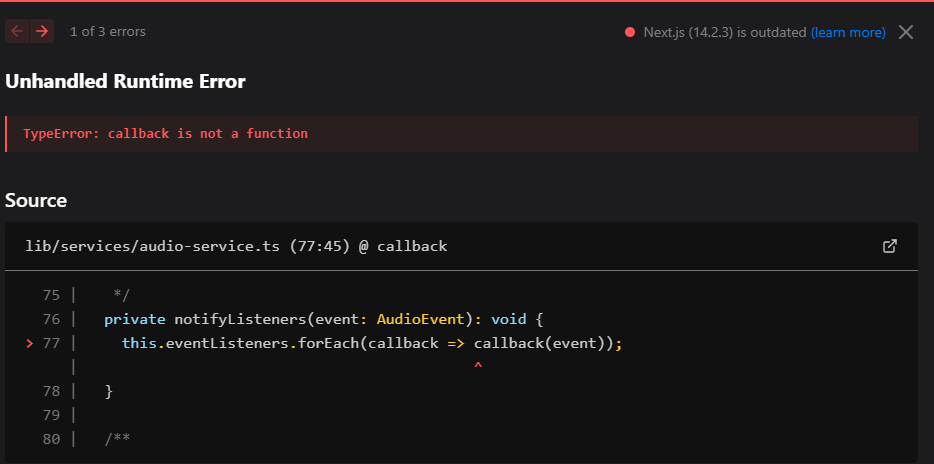 1 of 3 errors
Next.js (14.2.3) is outdated (learn more)
Unhandled Runtime Error
TypeError: callback is not a function
Source
lib/services/audio-service.ts (77:45) @ callback
75 |    */
76 |   private notifyListeners(event: AudioEvent): void {
> 77 |     this.eventListeners.forEach(callback => callback(event));
|                                             ^
78 |   }
79 |
80 |   /**